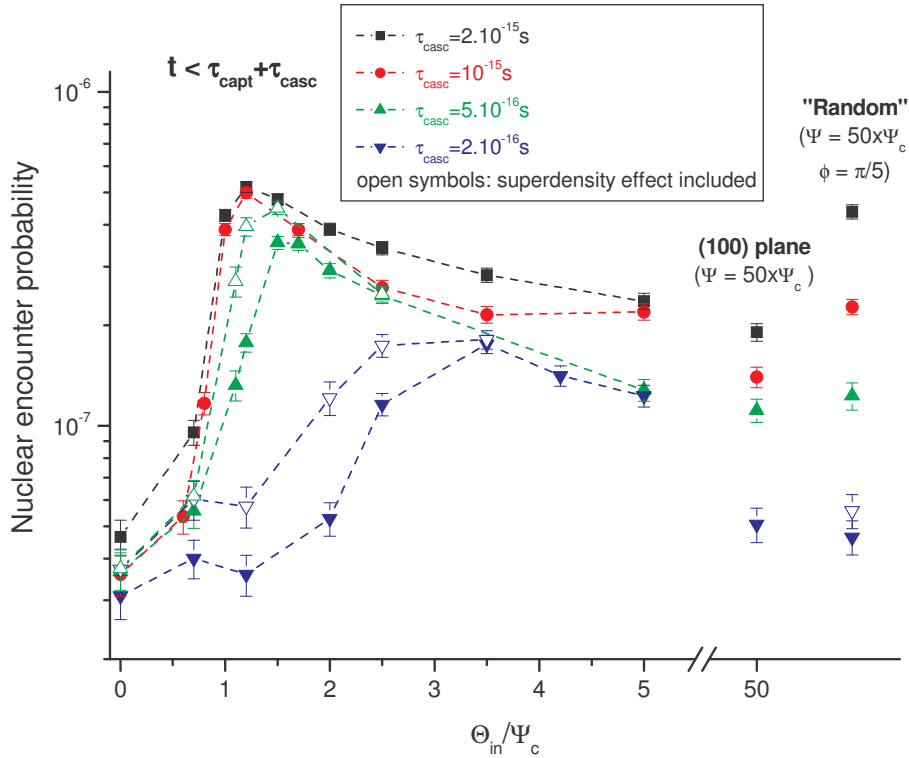 τcasc=2.10⁻¹⁵s
t < τcapt+τcasc
τcasc=10⁻¹⁵s
τcasc=5.10⁻¹⁶s
τcasc=2.10⁻¹⁶s
open symbols: superdensity effect included
"Random"
(Ψ = 50xΨc
ϕ = π/5)
(100) plane
(Ψ = 50xΨc )
Nuclear encounter probability
10⁻⁶
10⁻⁷
0 1 2 3 4 5 50
Θin/Ψc